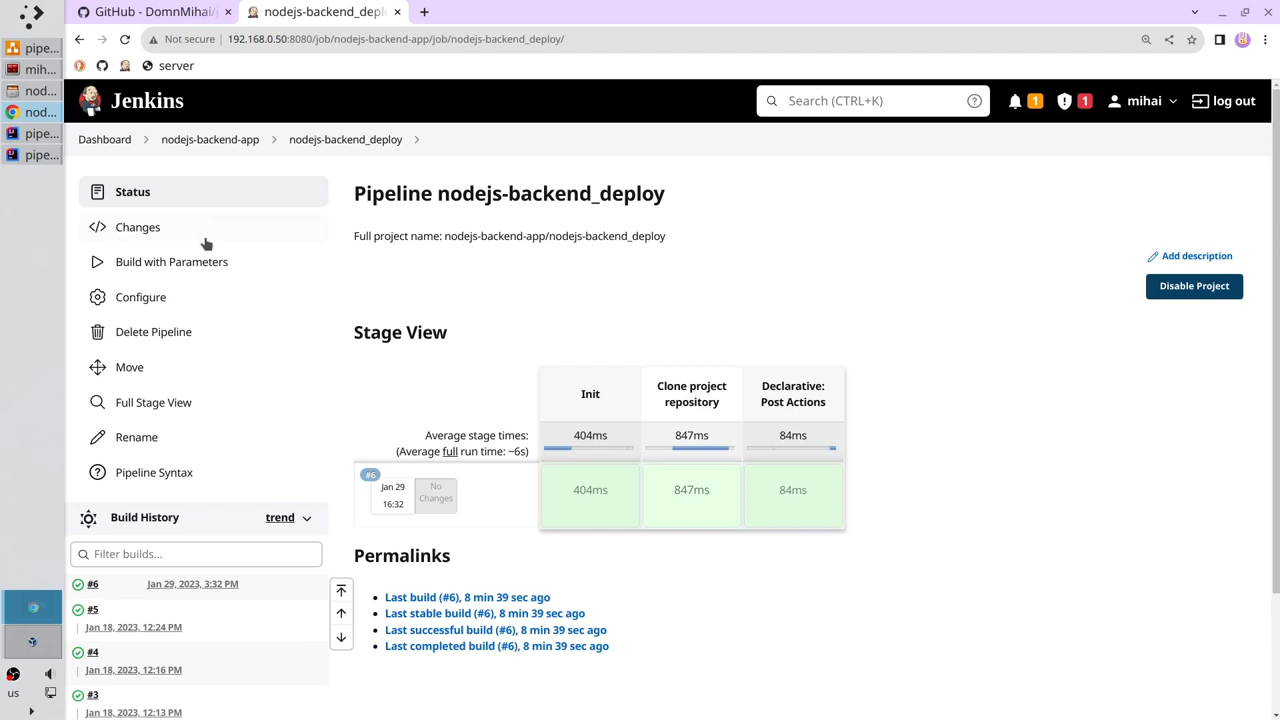 GitHub - DomnMihai/
nodejs-backend_depl
Not secure
192.168.0.50:8080/job/nodejs-backend-app/job/nodejs-backend_deploy/
server
pipe...
mih...
nod...
nod...
pipe...
pipe...
us
Jenkins
Search (CTRL+K)
1
1
mihai
log out
Dashboard
nodejs-backend-app
nodejs-backend_deploy
Status
Changes
Build with Parameters
Configure
Delete Pipeline
Move
Full Stage View
Rename
Pipeline Syntax
Build History
trend
Filter builds...
#6
Jan 29, 2023, 3:32 PM
#5
Jan 18, 2023, 12:24 PM
#4
Jan 18, 2023, 12:16 PM
#3
Jan 18, 2023, 12:13 PM
Pipeline nodejs-backend_deploy
Full project name: nodejs-backend-app/nodejs-backend_deploy
Add description
Disable Project
Stage View
Init
Clone project
repository
Declarative:
Post Actions
Average stage times:
(Average full run time: ~6s)
404ms
847ms
84ms
#6
Jan 29
16:32
No
Changes
404ms
847ms
84ms
Permalinks
Last build (#6), 8 min 39 sec ago
Last stable build (#6), 8 min 39 sec ago
Last successful build (#6), 8 min 39 sec ago
Last completed build (#6), 8 min 39 sec ago